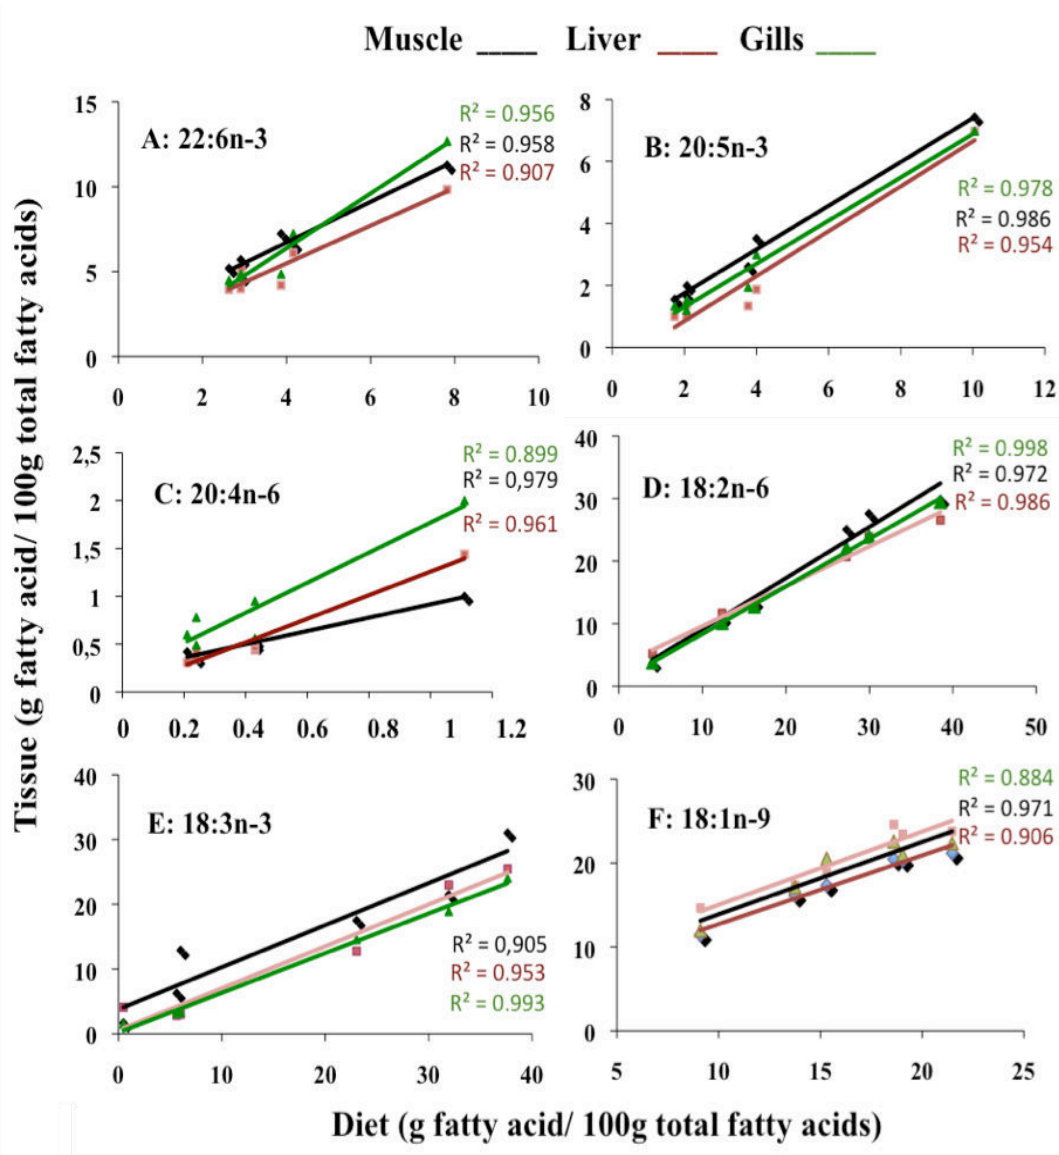 Muscle ____ Liver ____ Gills ____
Tissue (g fatty acid/ 100g total fatty acids)
A: 22:6n-3
R² = 0.956
R² = 0.958
R² = 0.907
15
10
5
0
0 2 4 6 8 10
B: 20:5n-3
R² = 0.978
R² = 0.986
R² = 0.954
8
6
4
2
0
0 2 4 6 8 10 12
C: 20:4n-6
R² = 0.899
R² = 0,979
R² = 0.961
2,5
2
1,5
1
0,5
0
0 0.2 0.4 0.6 0.8 1 1.2
D: 18:2n-6
R² = 0.998
R² = 0.972
R² = 0.986
40
30
20
10
0
0 10 20 30 40 50
E: 18:3n-3
R² = 0,905
R² = 0.953
R² = 0.993
40
30
20
10
0
0 10 20 30 40
F: 18:1n-9
R² = 0.884
R² = 0.971
R² = 0.906
30
20
10
0
5 10 15 20 25
Diet (g fatty acid/ 100g total fatty acids)